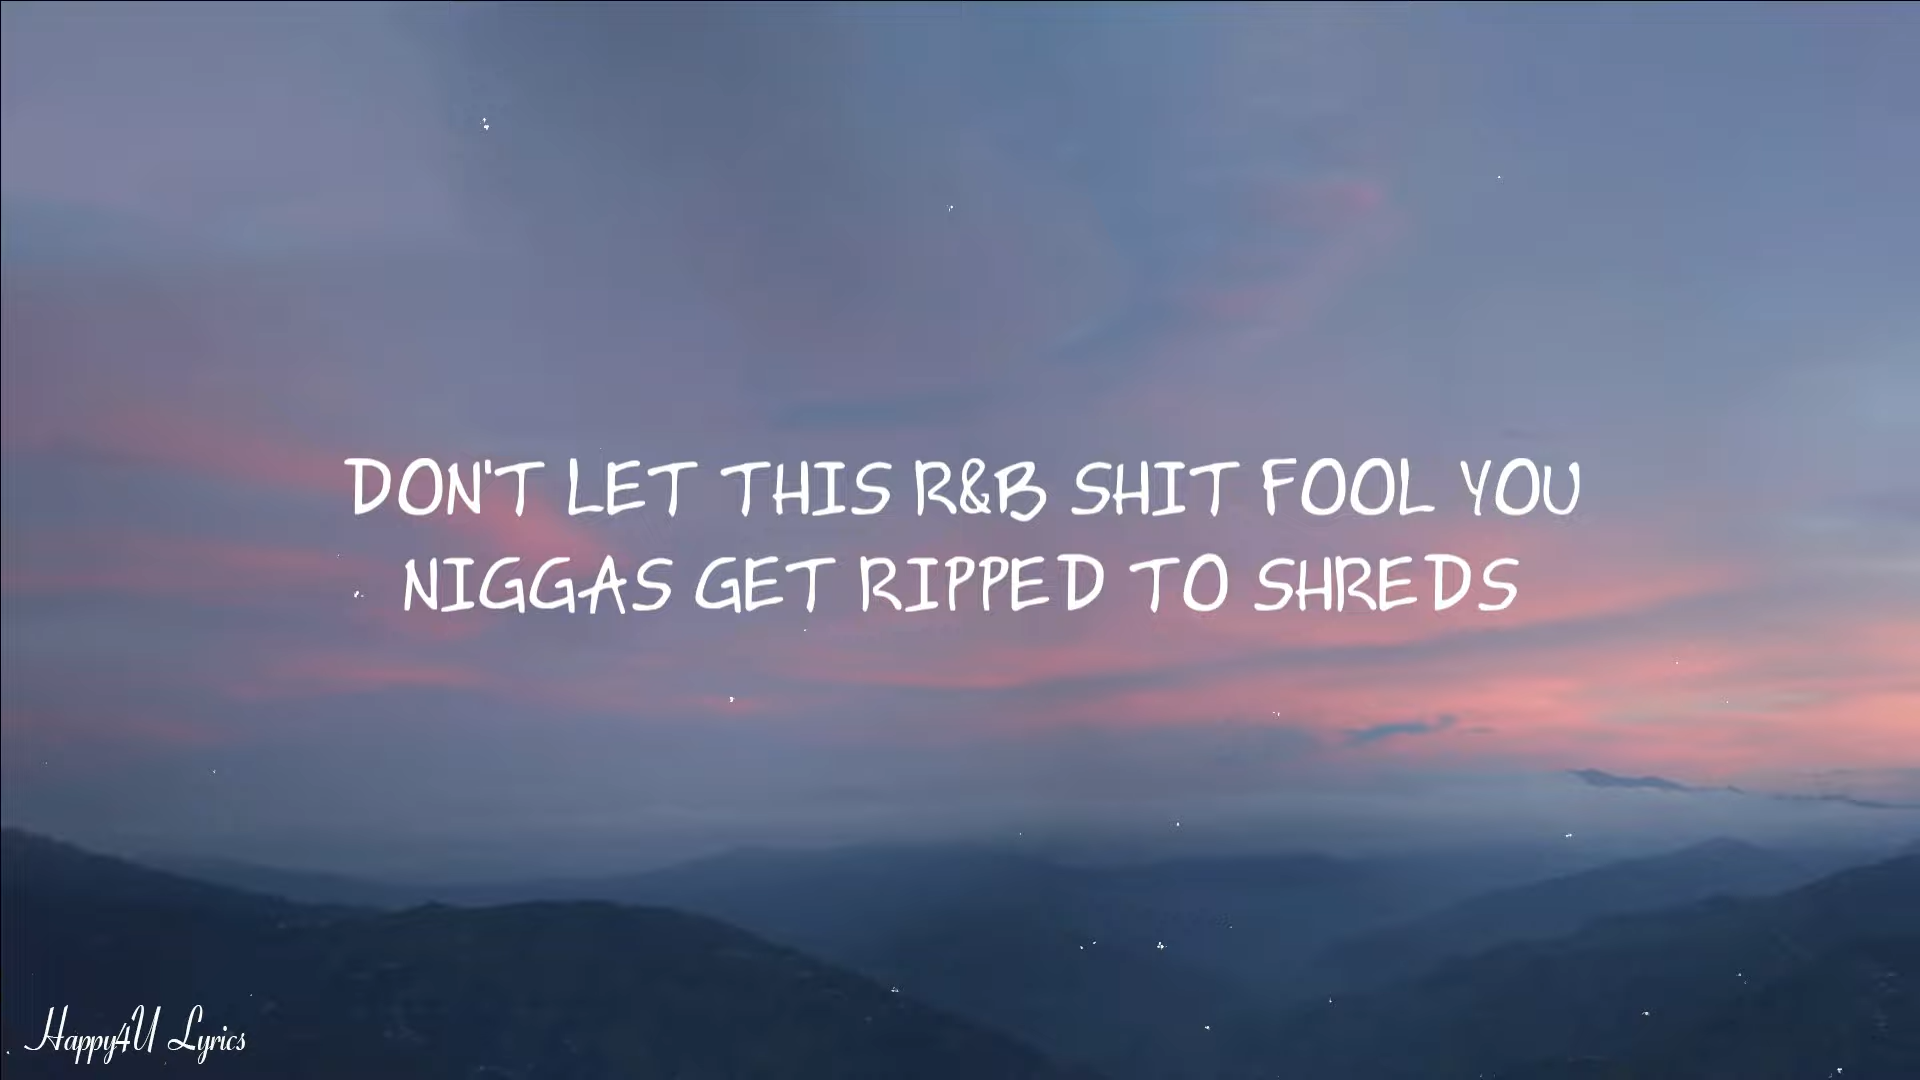 DON'T LET THIS R&B SHIT FOOL YOU
NIGGAS GET RIPPED TO SHREDS
Happy4U Lyrics